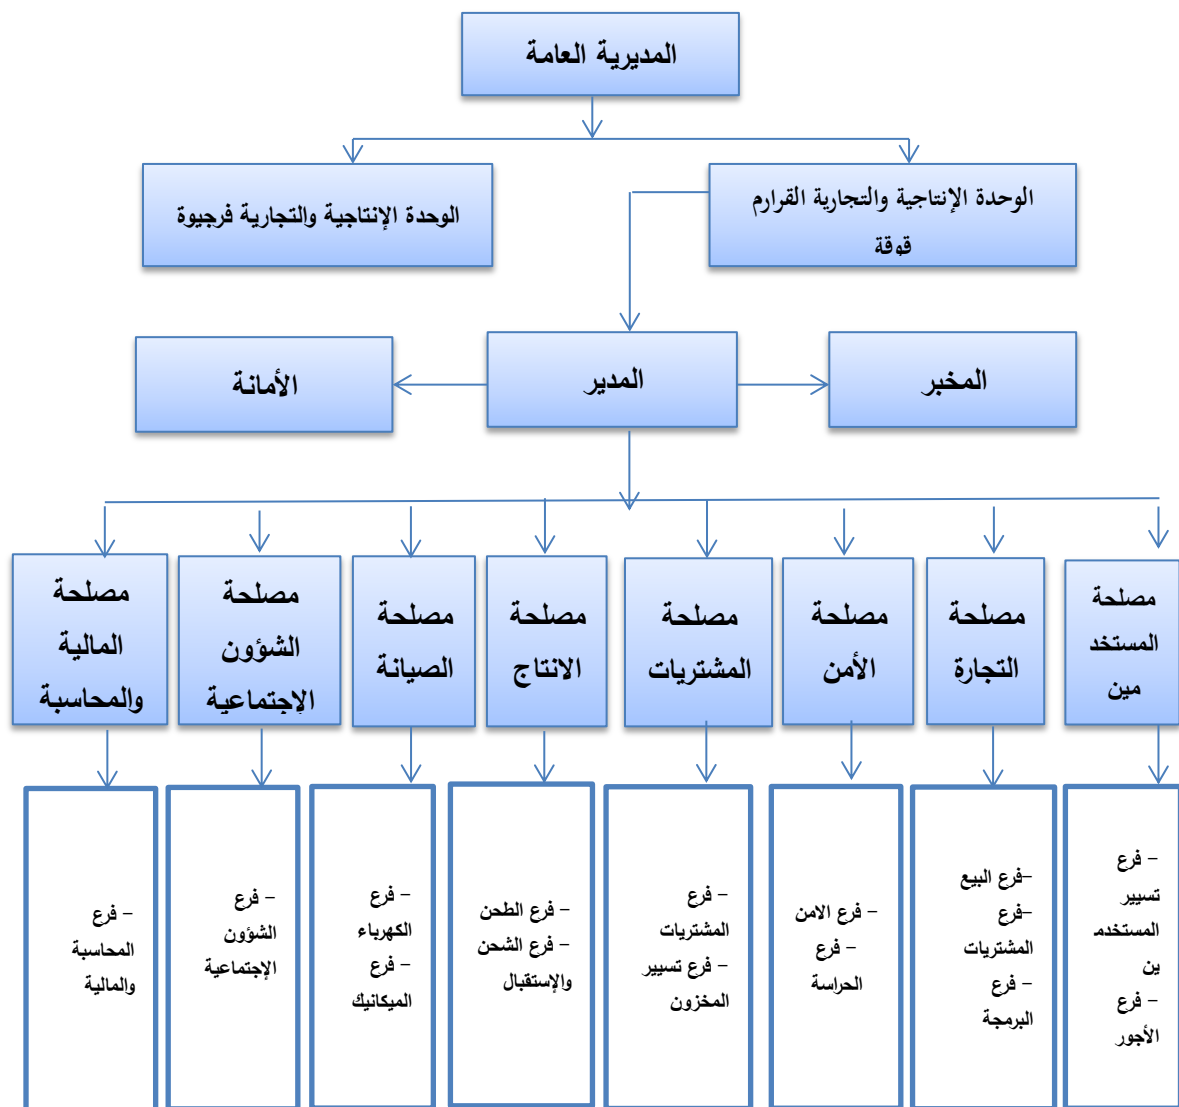 المديرية العامة
الوحدة الإنتاجية والتجارية القرارم
قوقة
الوحدة الإنتاجية والتجارية فرجيوة
المخبر
المدير
الأمانة
مصلحة
المستخد
مين
مصلحة
التجارة
مصلحة
الأمن
مصلحة
المشتريات
مصلحة
الانتاج
مصلحة
الصيانة
مصلحة
الشؤون
الإجتماعية
مصلحة
المالية
والمحاسبة
- فرع
تسيير
المستخدم
ين
- فرع
الأجور
-فرع البيع
-فرع
المشتريات
- فرع
البرمجة
- فرع الامن
- فرع
الحراسة
- فرع
المشتريات
- فرع تسيير
المخزون
- فرع الطحن
- فرع الشحن
والإستقبال
- فرع
الكهرباء
- فرع
الميكانيك
- فرع
الشؤون
الإجتماعية
- فرع
المحاسبة
والمالية